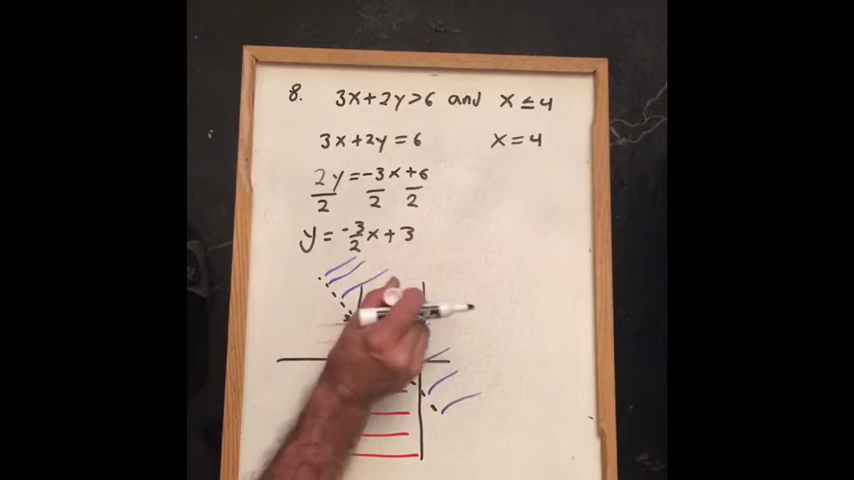 8. 3x+2y>6 and x≤4
3x+2y=6 x=4
2y/2=-3x/2+6/2
y=-3/2x+3